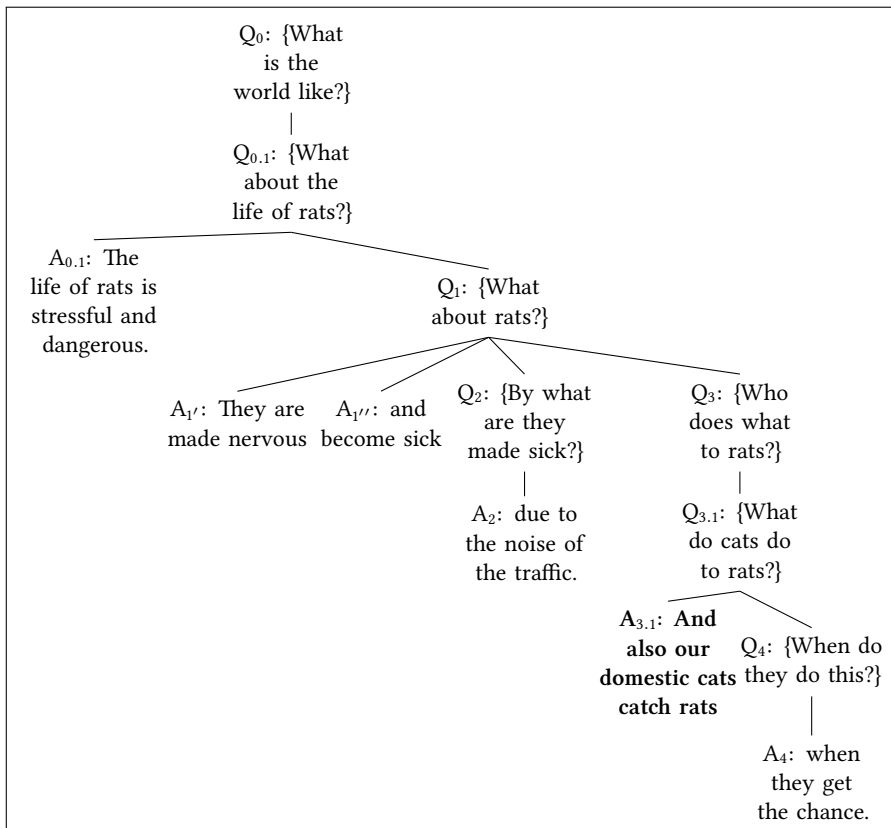 Q₀: {What
is the
world like?}
Q₀.₁: {What
about the
life of rats?}
A₀.₁: The
life of rats is
stressful and
dangerous.
Q₁: {What
about rats?}
A₁′: They are
made nervous
A₁′′: and
become sick
Q₂: {By what
are they
made sick?}
A₂: due to
the noise of
the traffic.
Q₃: {Who
does what
to rats?}
Q₃.₁: {What
do cats do
to rats?}
A₃.₁: And
also our
domestic cats
catch rats
Q₄: {When do
they do this?}
A₄: when
they get
the chance.